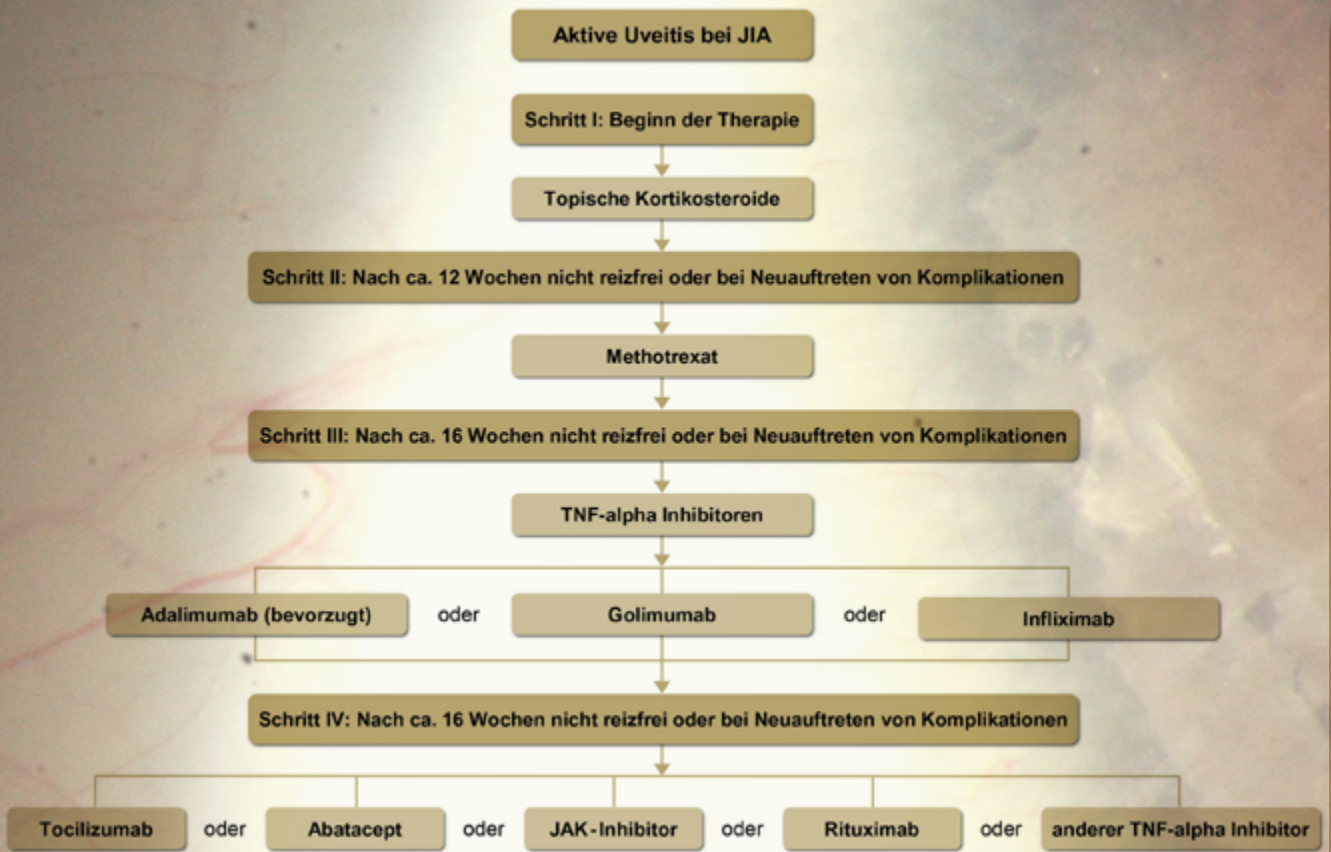 Aktive Uveitis bei JIA
Schritt I: Beginn der Therapie
Topische Kortikosteroide
Schritt II: Nach ca. 12 Wochen nicht reizfrei oder bei Neuauftreten von Komplikationen
Methotrexat
Schritt III: Nach ca. 16 Wochen nicht reizfrei oder bei Neuauftreten von Komplikationen
TNF-alpha Inhibitoren
Adalimumab (bevorzugt) oder Golimumab oder Infliximab
Schritt IV: Nach ca. 16 Wochen nicht reizfrei oder bei Neuauftreten von Komplikationen
Tocilizumab oder Abatacept oder JAK-Inhibitor oder Rituximab oder anderer TNF-alpha Inhibitor